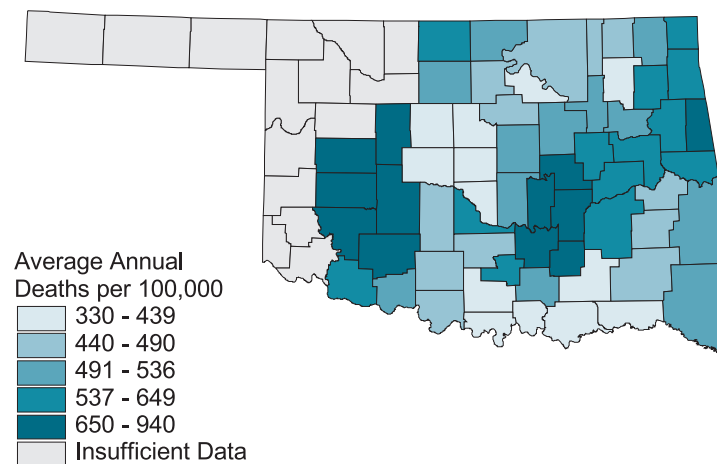 Average Annual
Deaths per 100,000
330 - 439
440 - 490
491 - 536
537 - 649
650 - 940
Insufficient Data